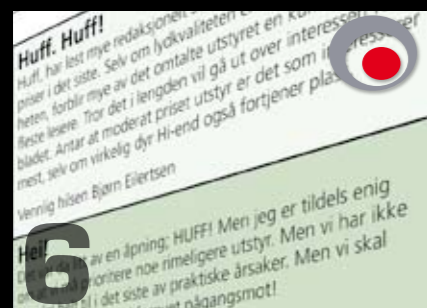 Huff. Huff!
Huff, har lest mye redaksjonelt
priser i det siste. Selv om lydkvaliteten
heten, forblir mye av det omtalte utstyret en
fleste lesere. Tror det i lengden vil gå ut over interessen
bladet. Antar at moderat priset utstyr er det som interesserer
mest, selv om virkelig dyr Hi-end også fortjener
Vennlig hilsen Bjørn Eilertsen
Hei!
av en åpning; HUFF! Men jeg er tildels enig
prioritere noe rimeligere utstyr. Men vi har ikke
til i det siste av praktiske årsaker. Men vi skal
pågangsmot!
6